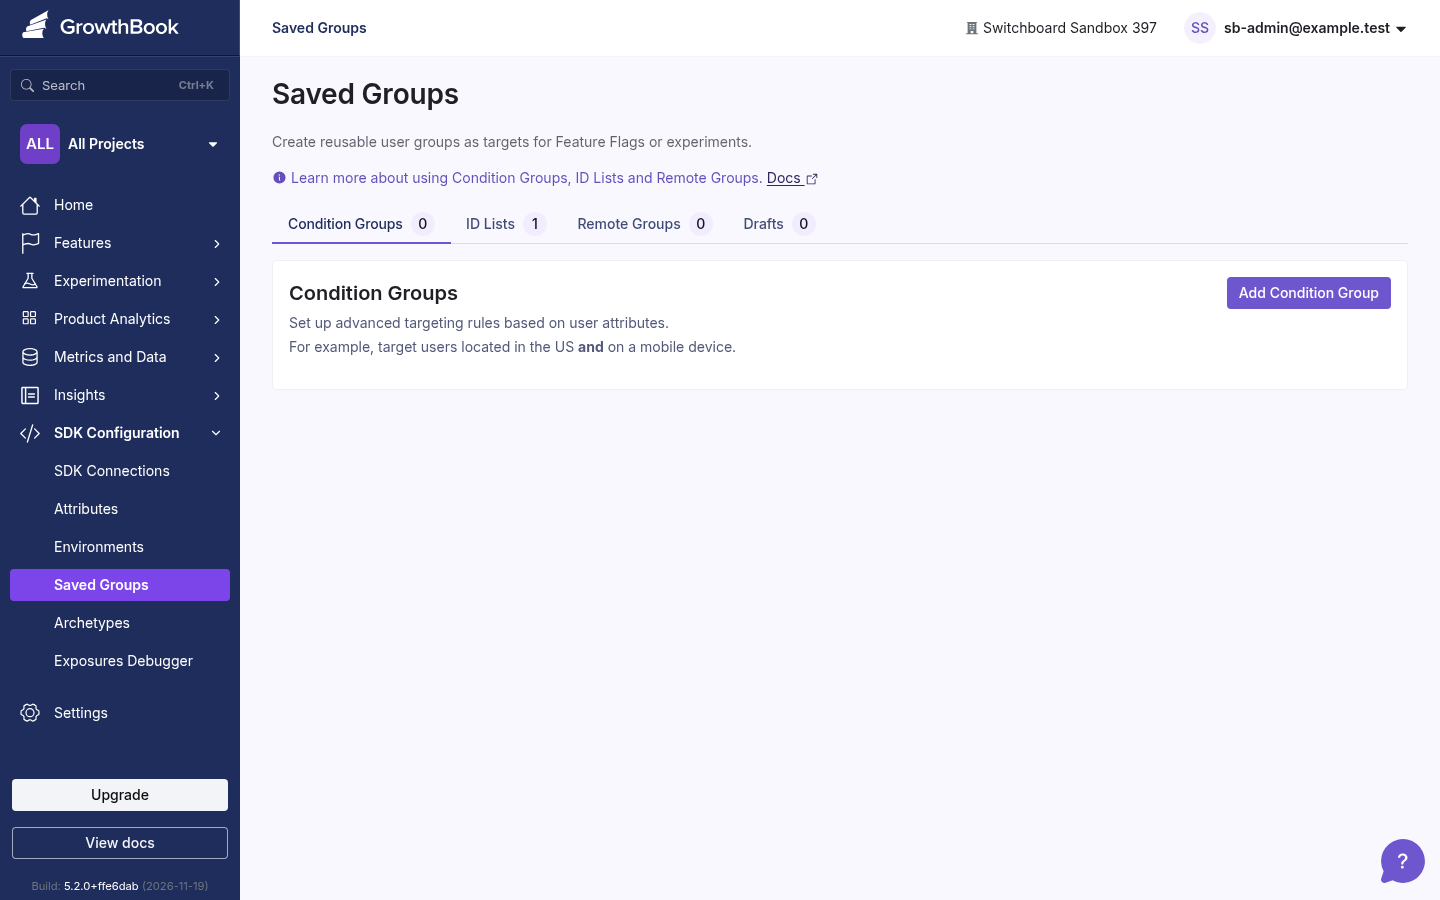 GrowthBook
Saved Groups
Switchboard Sandbox 397
SS
sb-admin@example.test
Search
Ctrl+K
ALL
All Projects
Home
Features
Experimentation
Product Analytics
Metrics and Data
Insights
SDK Configuration
SDK Connections
Attributes
Environments
Saved Groups
Archetypes
Exposures Debugger
Settings
Upgrade
View docs
Build: 5.2.0+ffe6dab (2026-11-19)
Saved Groups
Create reusable user groups as targets for Feature Flags or experiments.
Learn more about using Condition Groups, ID Lists and Remote Groups. Docs
Condition Groups 0
ID Lists 1
Remote Groups 0
Drafts 0
Condition Groups
Add Condition Group
Set up advanced targeting rules based on user attributes.
For example, target users located in the US and on a mobile device.
?